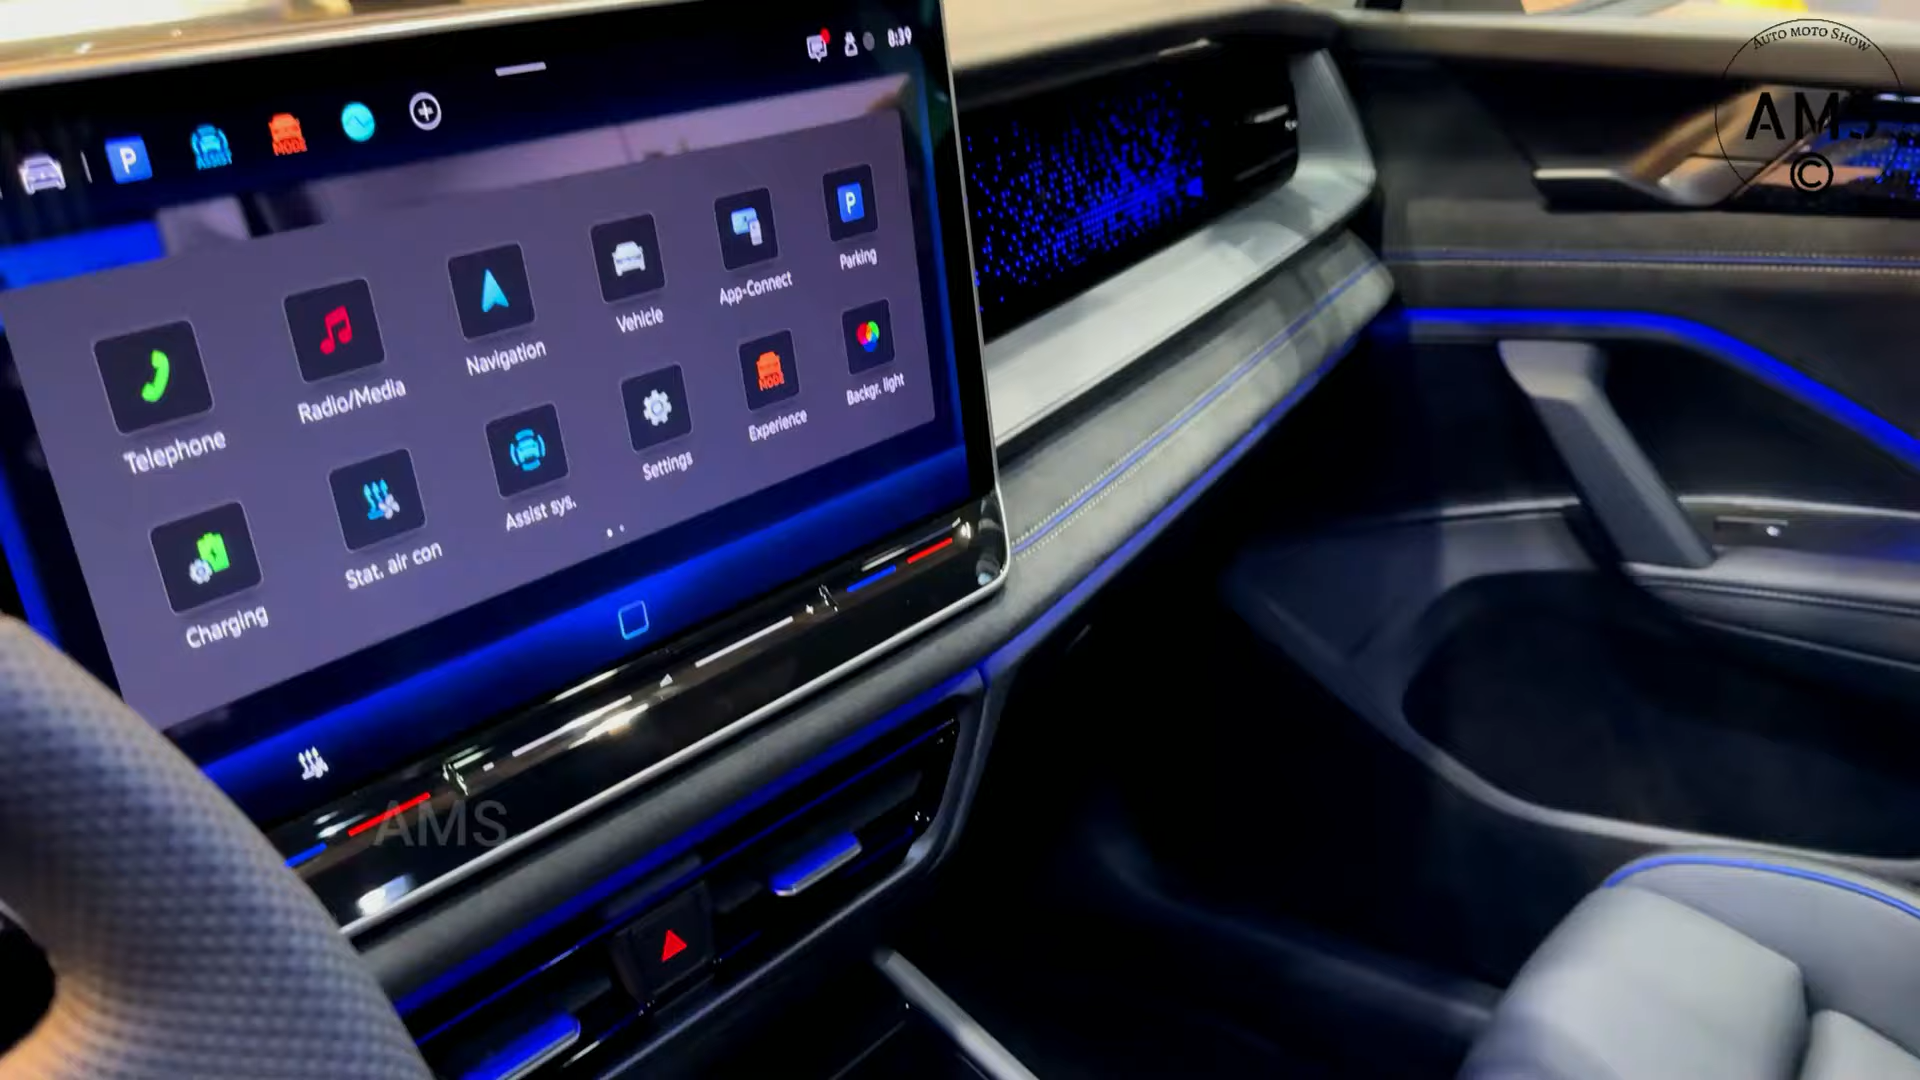 8:39
AUTO MOTO SHOW
AMS
©
P
ASSIST
MODE
Telephone
Radio/Media
Navigation
Vehicle
App-Connect
P
Parking
Charging
Stat. air con
Assist sys.
Settings
MODE
Experience
Backgr. light
AMS